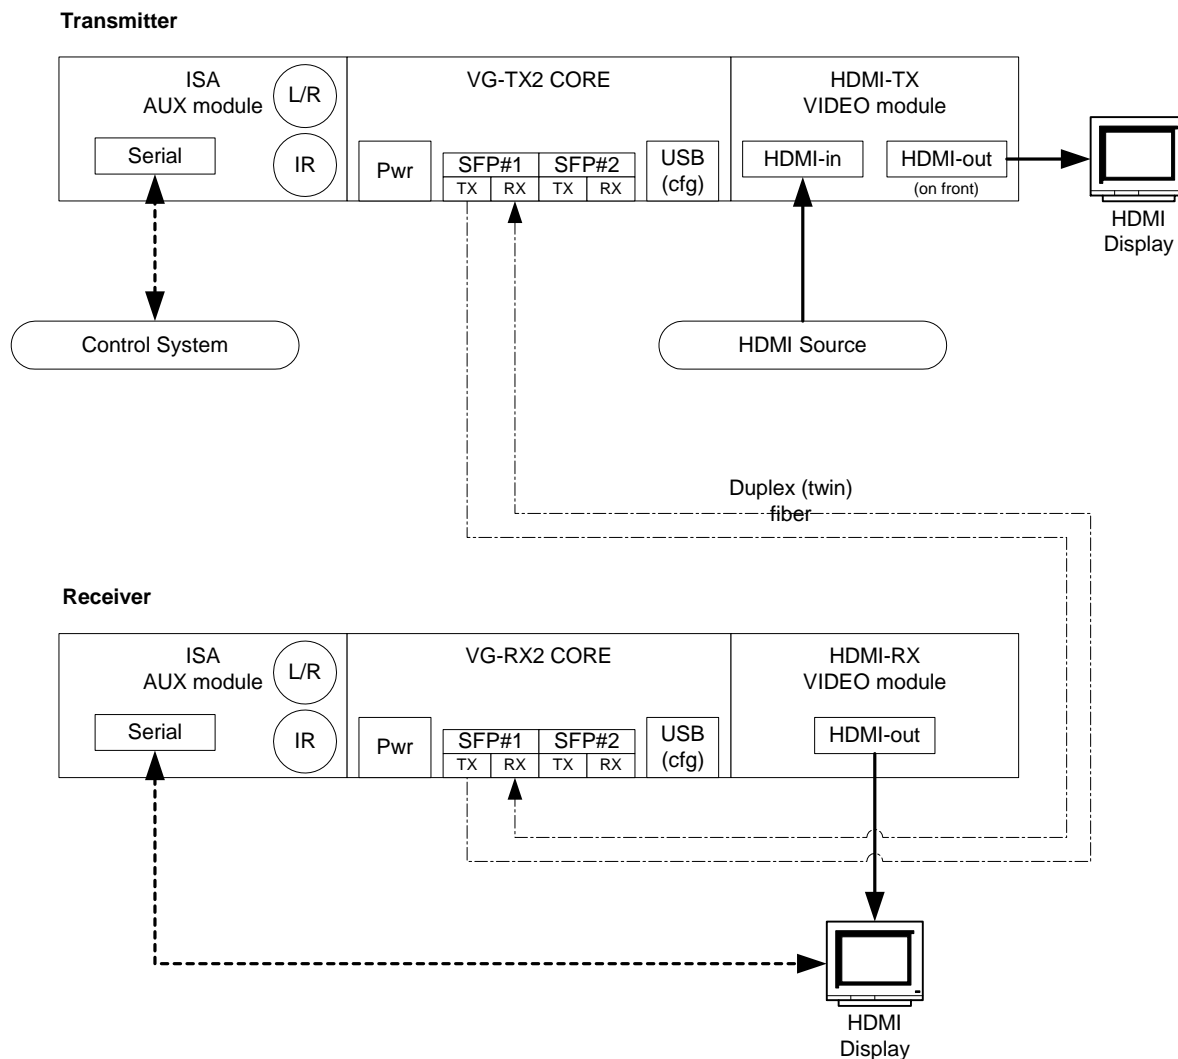 Transmitter
ISA
AUX module
L/R
Serial
IR
VG-TX2 CORE
Pwr
SFP#1
SFP#2
TX
RX
TX
RX
USB
(cfg)
HDMI-TX
VIDEO module
HDMI-in
HDMI-out
(on front)
HDMI
Display
Control System
HDMI Source
Duplex (twin)
fiber
Receiver
ISA
AUX module
L/R
Serial
IR
VG-RX2 CORE
Pwr
SFP#1
SFP#2
TX
RX
TX
RX
USB
(cfg)
HDMI-RX
VIDEO module
HDMI-out
HDMI
Display